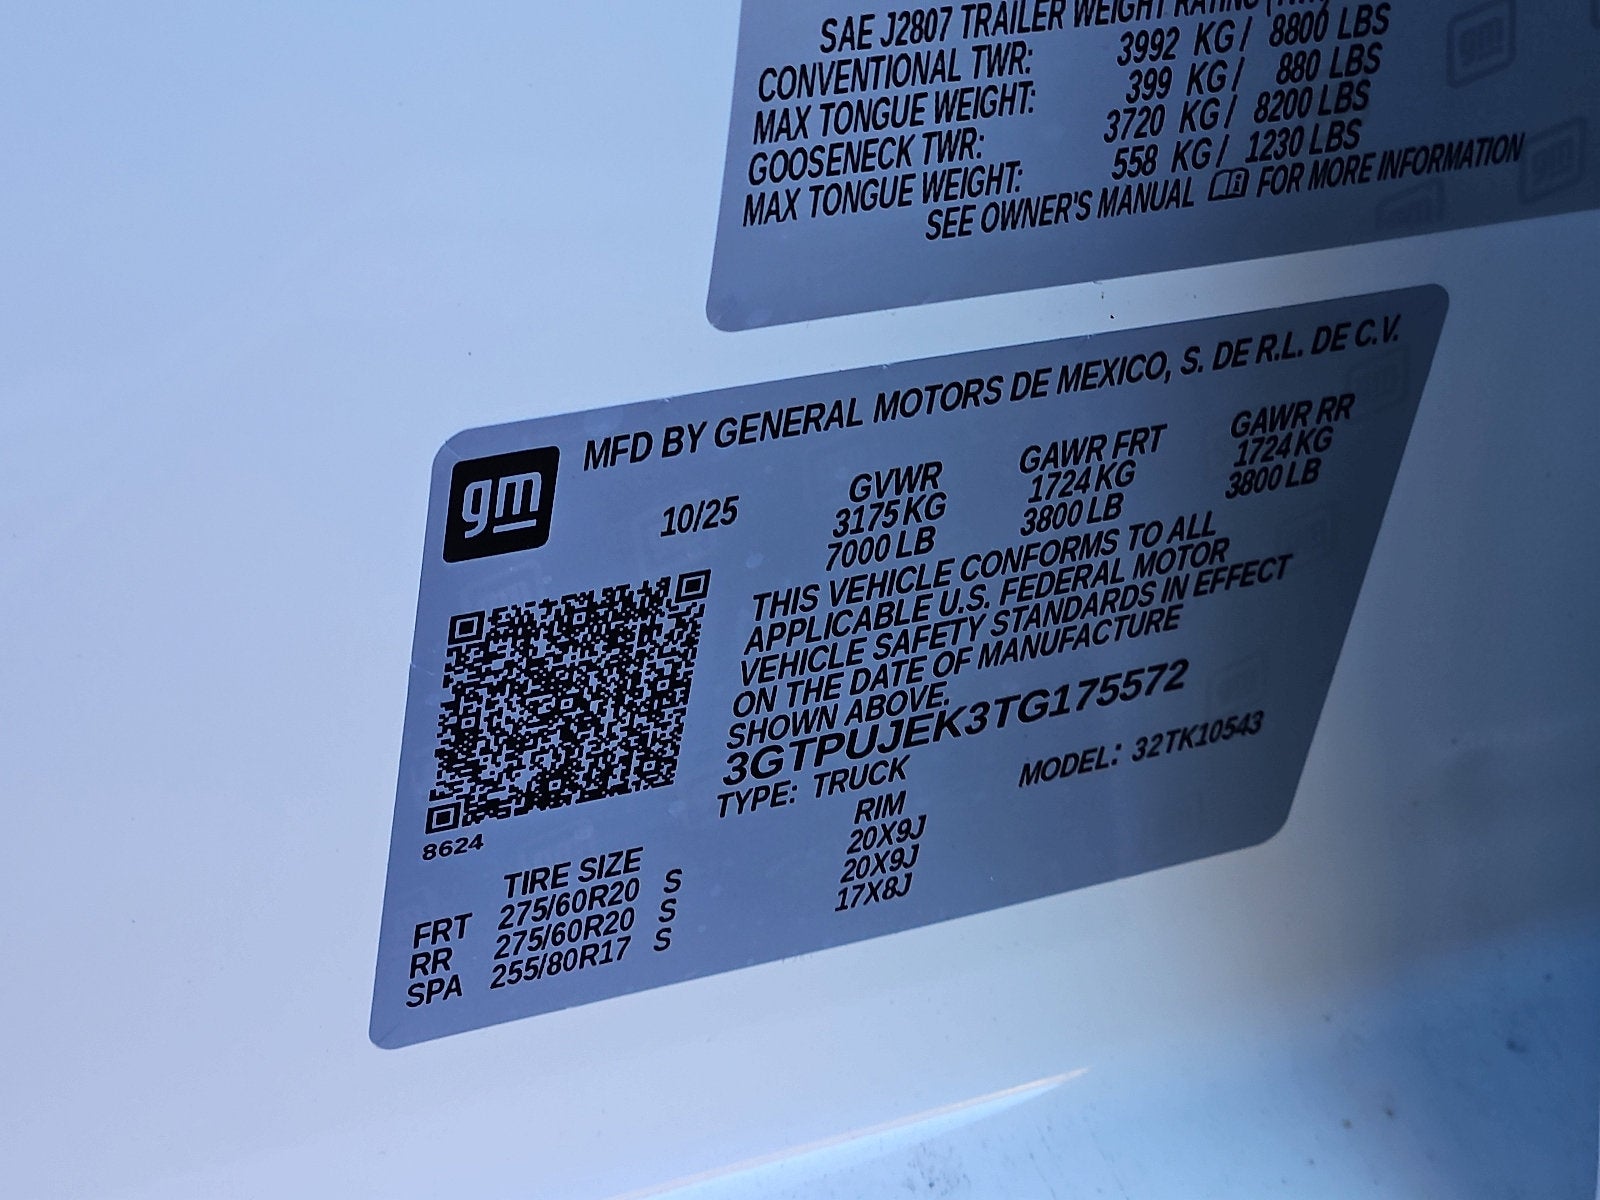 SAE J2807 TRAILER WEIGHT RATING (TWR)
CONVENTIONAL TWR: 3992 KG/ 8800 LBS
MAX TONGUE WEIGHT: 399 KG/ 880 LBS
GOOSENECK TWR: 3720 KG/ 8200 LBS
MAX TONGUE WEIGHT: 558 KG/ 1230 LBS
SEE OWNER'S MANUAL FOR MORE INFORMATION
gm
MFD BY GENERAL MOTORS DE MEXICO, S. DE R.L. DE C.V.
GVWR GAWR FRT GAWR RR
10/25 3175 KG 1724 KG 1724 KG
7000 LB 3800 LB 3800 LB
THIS VEHICLE CONFORMS TO ALL
APPLICABLE U.S. FEDERAL MOTOR
VEHICLE SAFETY STANDARDS IN EFFECT
ON THE DATE OF MANUFACTURE
SHOWN ABOVE.
3GTPUJEK3TG175572
TYPE: TRUCK MODEL: 32TK10543
8624
TIRE SIZE RIM
FRT 275/60R20 S 20X9J
RR 275/60R20 S 20X9J
SPA 255/80R17 S 17X8J